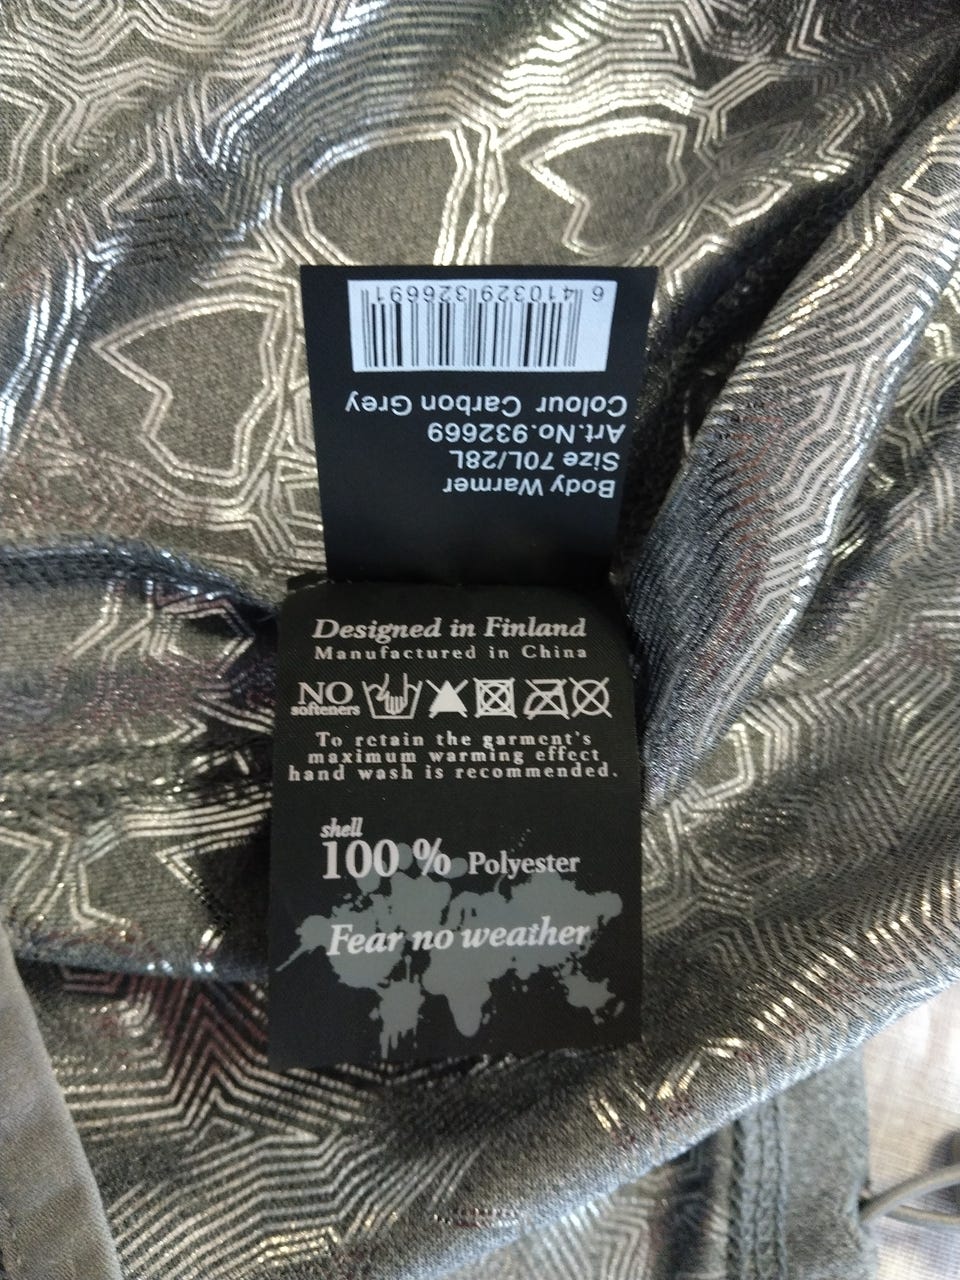 Body Warmer
Size 70L/28L
Art.No.932669
Colour Carbon Grey
6 410329 326691
Designed in Finland
Manufactured in China
NO
softeners
To retain the garment's
maximum warming effect
hand wash is recommended.
shell
100 % Polyester
Fear no weather